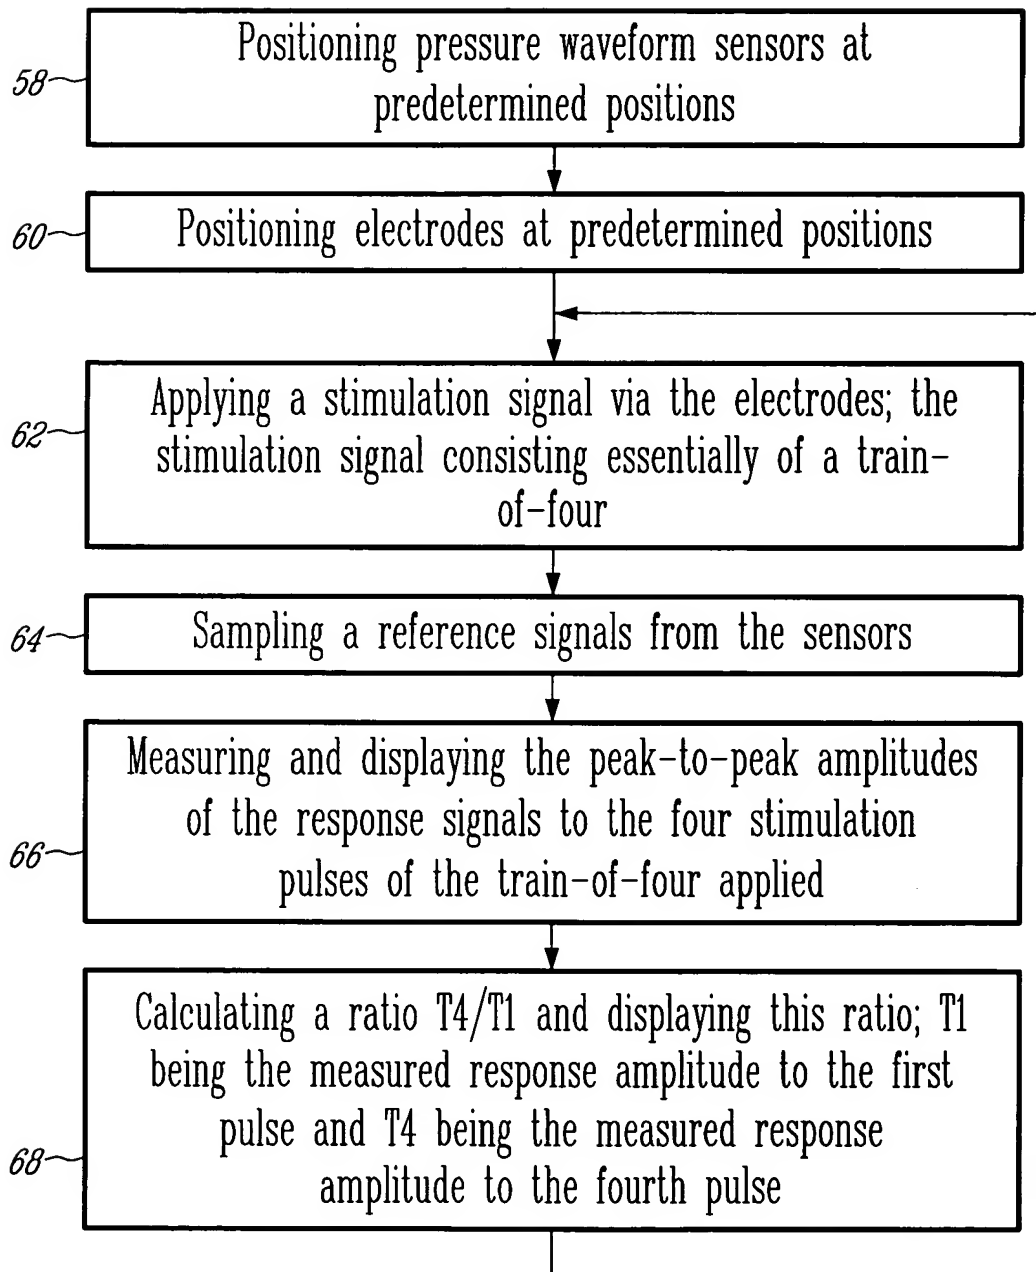 Positioning pressure waveform sensors at
58
predetermined positions
60
Positioning electrodes at predetermined positions
Applying a stimulation signal via the electrodes; the
62
stimulation signal consisting essentially of a train-
of-four
64
Sampling a reference signals from the sensors
Measuring and displaying the peak-to-peak amplitudes
of the response signals to the four stimulation
66
pulses of the train-of-four applied
Calculating a ratio T4/T1 and displaying this ratio; T1
being the measured response amplitude to the first
pulse and T4 being the measured response
68
amplitude to the fourth pulse